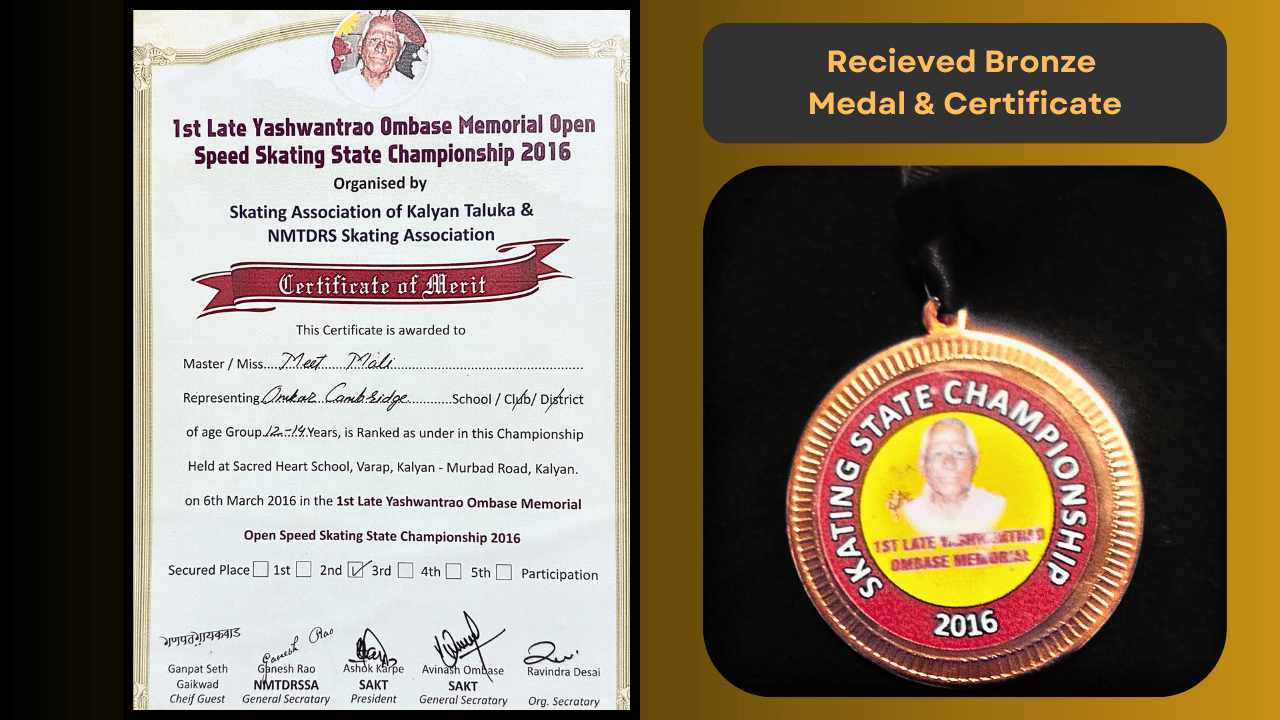 1st Late Yashwantrao Ombase Memorial Open
Speed Skating State Championship 2016
Organised by
Skating Association of Kalyan Taluka &
NMTDRS Skating Association
Certificate of Merit
This Certificate is awarded to
Master / Miss....Meet Mali
Representing Omkar Cambridge School / Club/ District
of age Group 12-14 Years, is Ranked as under in this Championship
Held at Sacred Heart School, Varap, Kalyan - Murbad Road, Kalyan.
on 6th March 2016 in the 1st Late Yashwantrao Ombase Memorial
Open Speed Skating State Championship 2016
Secured Place 1st 2nd 3rd 4th 5th Participation
गणपतगायकवाड Ganesh Rao
Ganpat Seth Ganesh Rao Ashok Karpe Avinash Ombase Ravindra Desai
Gaikwad NMTDRSSA SAKT SAKT
Cheif Guest General Secratary President General Secratary Org. Secratary
Recieved Bronze
Medal & Certificate
SKATING STATE CHAMPIONSHIP
1ST LATE YASHWANTRAO
OMBASE MEMORIAL
2016